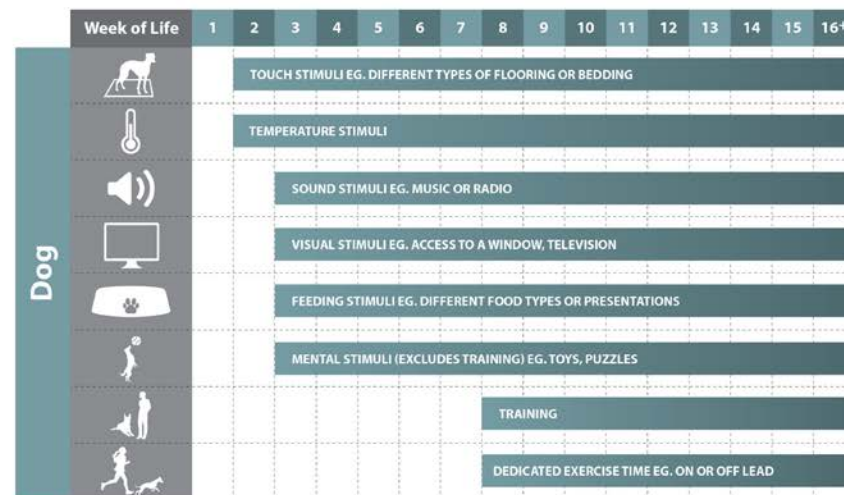 Week of Life 1 2 3 4 5 6 7 8 9 10 11 12 13 14 15 16+
Dog
TOUCH STIMULI EG. DIFFERENT TYPES OF FLOORING OR BEDDING
TEMPERATURE STIMULI
SOUND STIMULI EG. MUSIC OR RADIO
VISUAL STIMULI EG. ACCESS TO A WINDOW, TELEVISION
FEEDING STIMULI EG. DIFFERENT FOOD TYPES OR PRESENTATIONS
MENTAL STIMULI (EXCLUDES TRAINING) EG. TOYS, PUZZLES
TRAINING
DEDICATED EXERCISE TIME EG. ON OR OFF LEAD